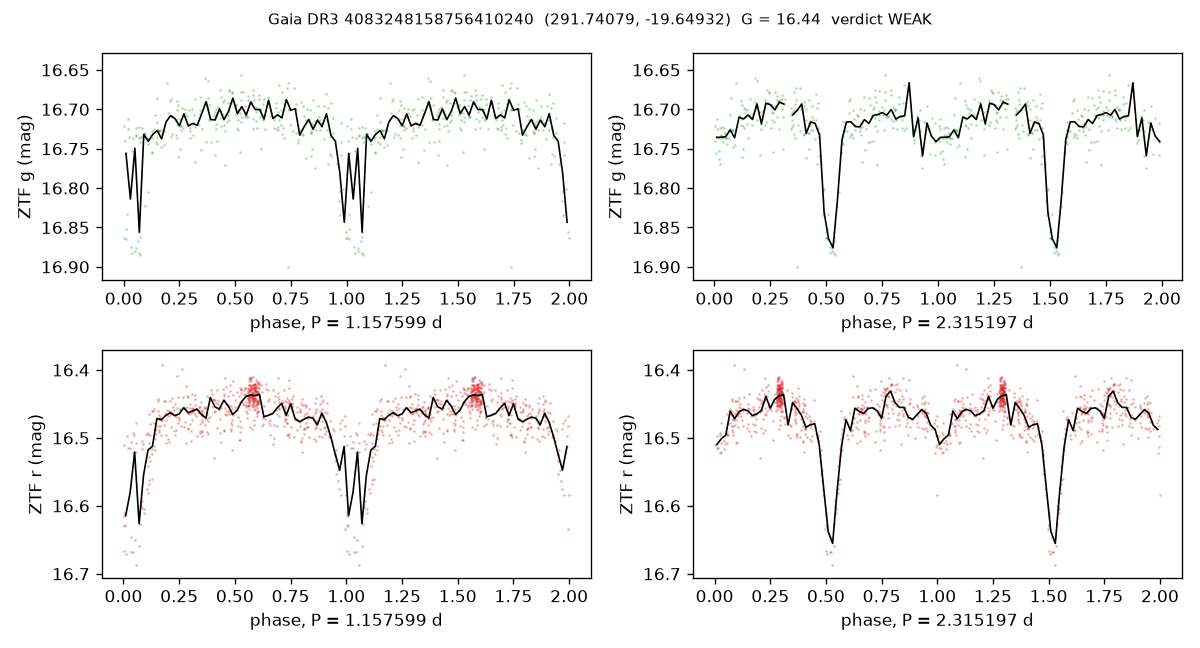 Gaia DR3 4083248158756410240  (291.74079, -19.64932)  G = 16.44  verdict WEAK
ZTF g (mag)
16.65
16.70
16.75
16.80
16.85
16.90
0.00 0.25 0.50 0.75 1.00 1.25 1.50 1.75 2.00
phase, P = 1.157599 d
ZTF g (mag)
16.65
16.70
16.75
16.80
16.85
16.90
0.00 0.25 0.50 0.75 1.00 1.25 1.50 1.75 2.00
phase, P = 2.315197 d
ZTF r (mag)
16.4
16.5
16.6
16.7
0.00 0.25 0.50 0.75 1.00 1.25 1.50 1.75 2.00
phase, P = 1.157599 d
ZTF r (mag)
16.4
16.5
16.6
16.7
0.00 0.25 0.50 0.75 1.00 1.25 1.50 1.75 2.00
phase, P = 2.315197 d